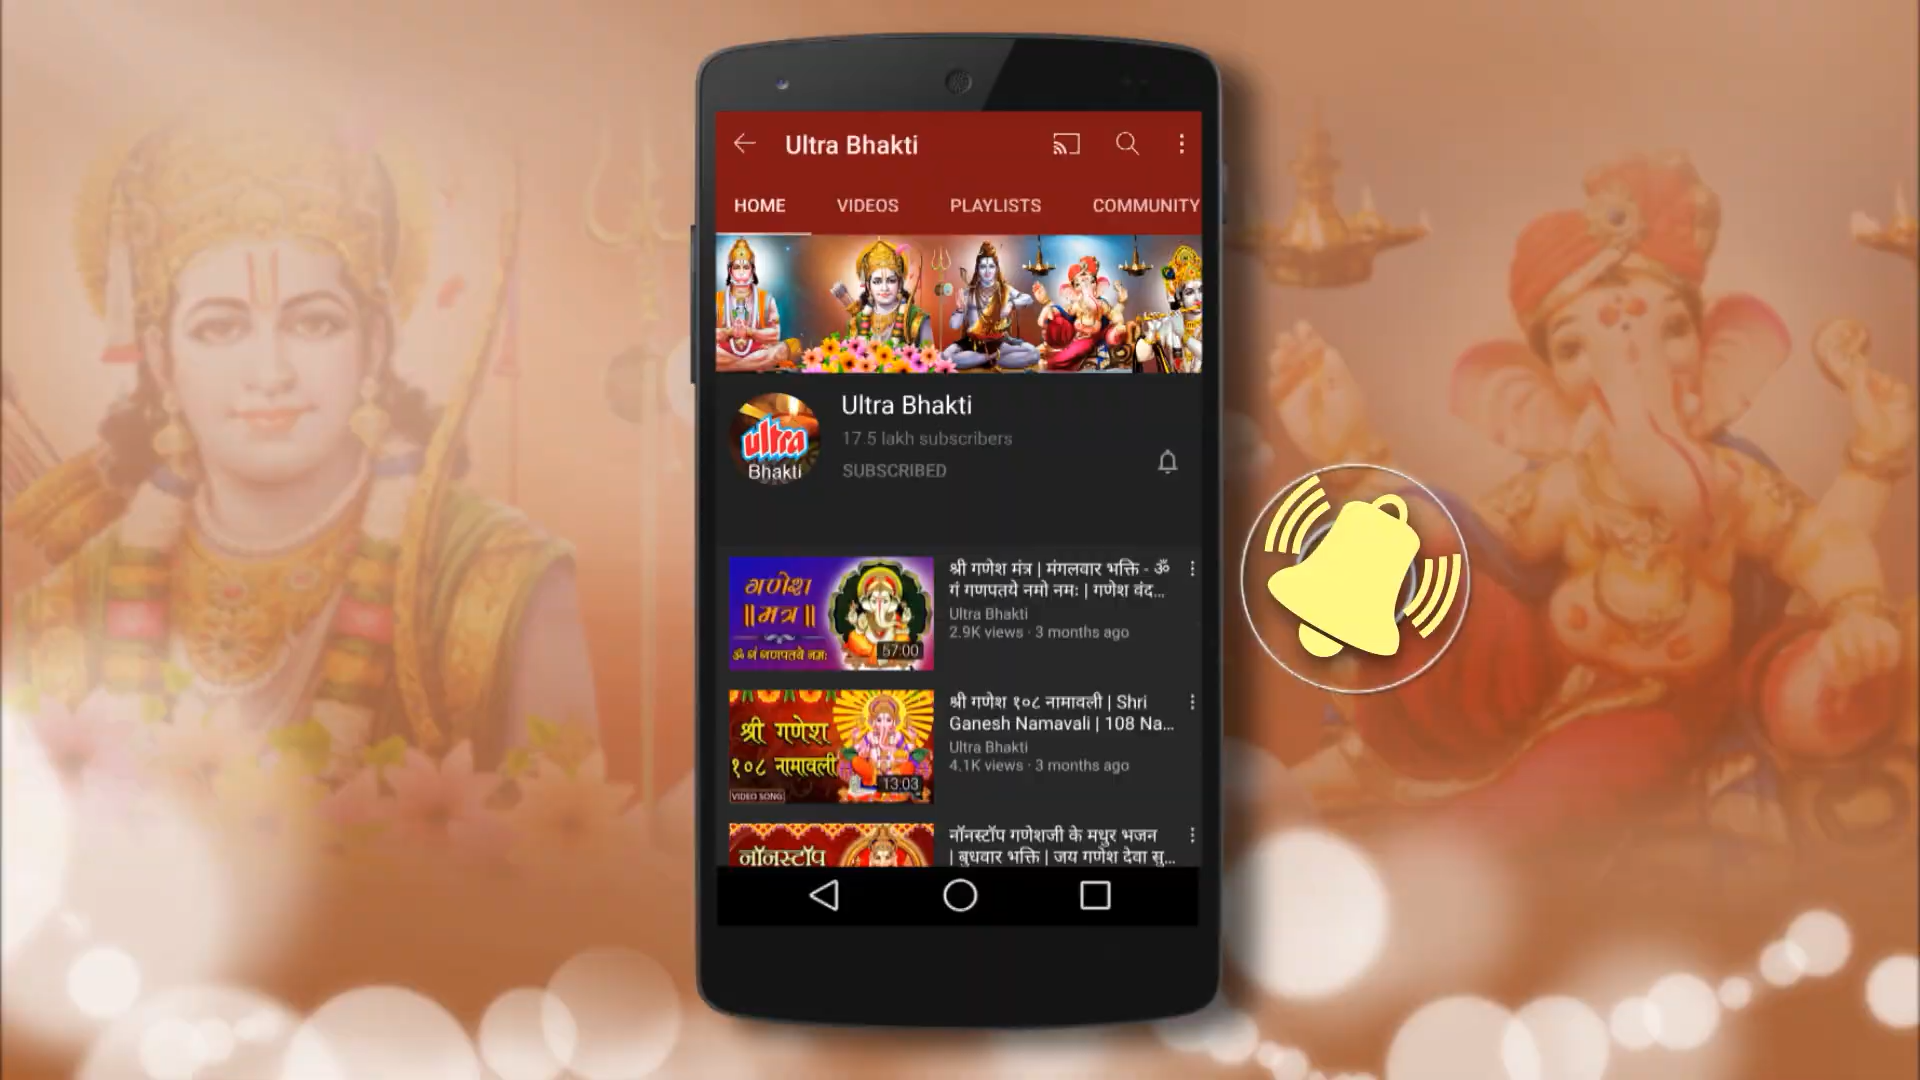 Ultra Bhakti
HOME VIDEOS PLAYLISTS COMMUNITY
Ultra Bhakti
17.5 lakh subscribers
SUBSCRIBED
ultra
Bhakti
गणेश
॥मंत्र॥
ॐ गं गणपतये नमः
57:00
श्री गणेश मंत्र | मंगलवार भक्ति - ॐ
गं गणपतये नमो नमः | गणेश वंद...
Ultra Bhakti
2.9K views · 3 months ago
श्री गणेश
१०८ नामावली
VIDEO SONG
13:03
श्री गणेश १०८ नामावली | Shri
Ganesh Namavali | 108 Na...
Ultra Bhakti
4.1K views · 3 months ago
नॉनस्टॉप
नॉनस्टॉप गणेशजी के मधुर भजन
| बुधवार भक्ति | जय गणेश देवा सु...